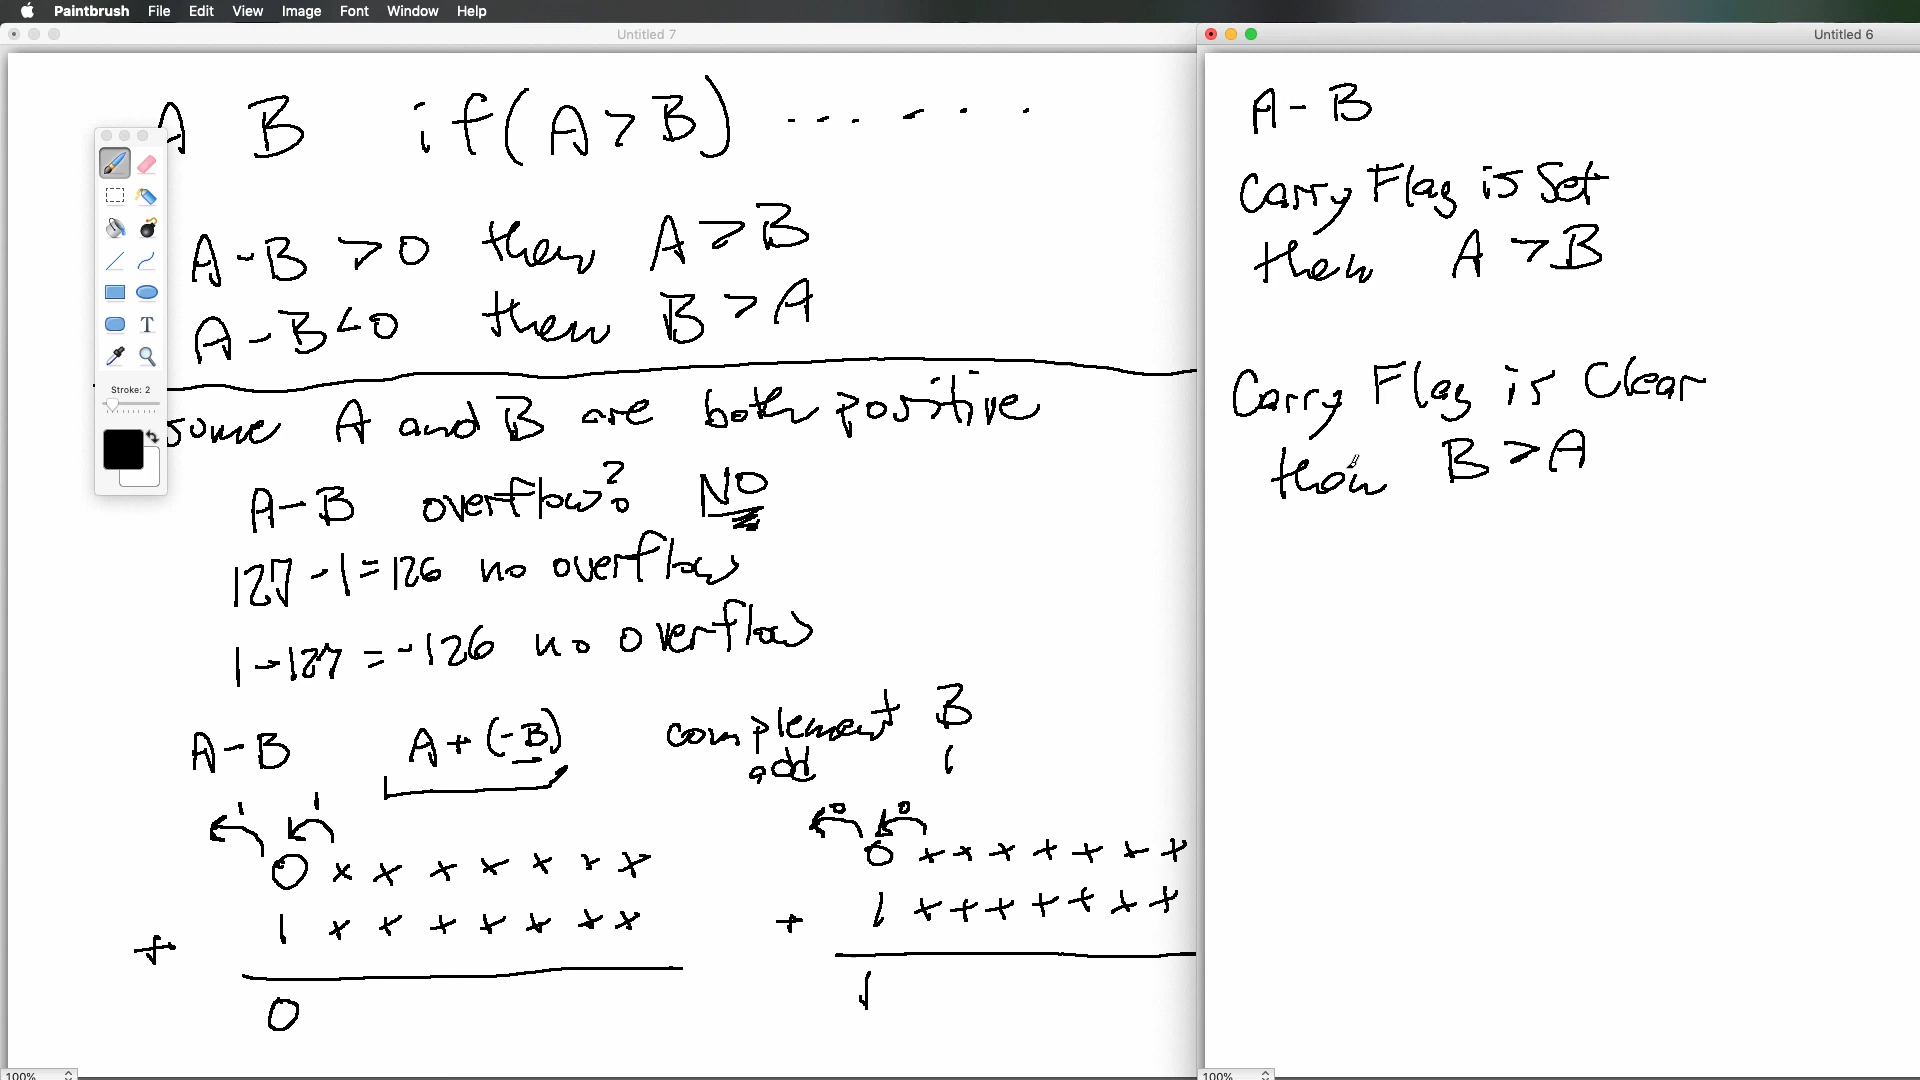 Paintbrush File Edit View Image Font Window Help
Untitled 7
A B if(A>B) ......
A-B >0 then A>B
A-B<0 then B>A
sume A and B are both positive
A-B overflow? NO
127-1=126 no overflow
1-127=-126 no overflow
A-B A+(-B) complement B
add 1
1 1
0 x x x x x x x
+ 1 x x x x x x x
0
0 0
0 x x x x x x x
+ 1 x x x x x x x
1
Stroke: 2
T
100%
Untitled 6
A-B
Carry Flag is Set
then A >B
Carry Flag is Clear
then B>A
100%